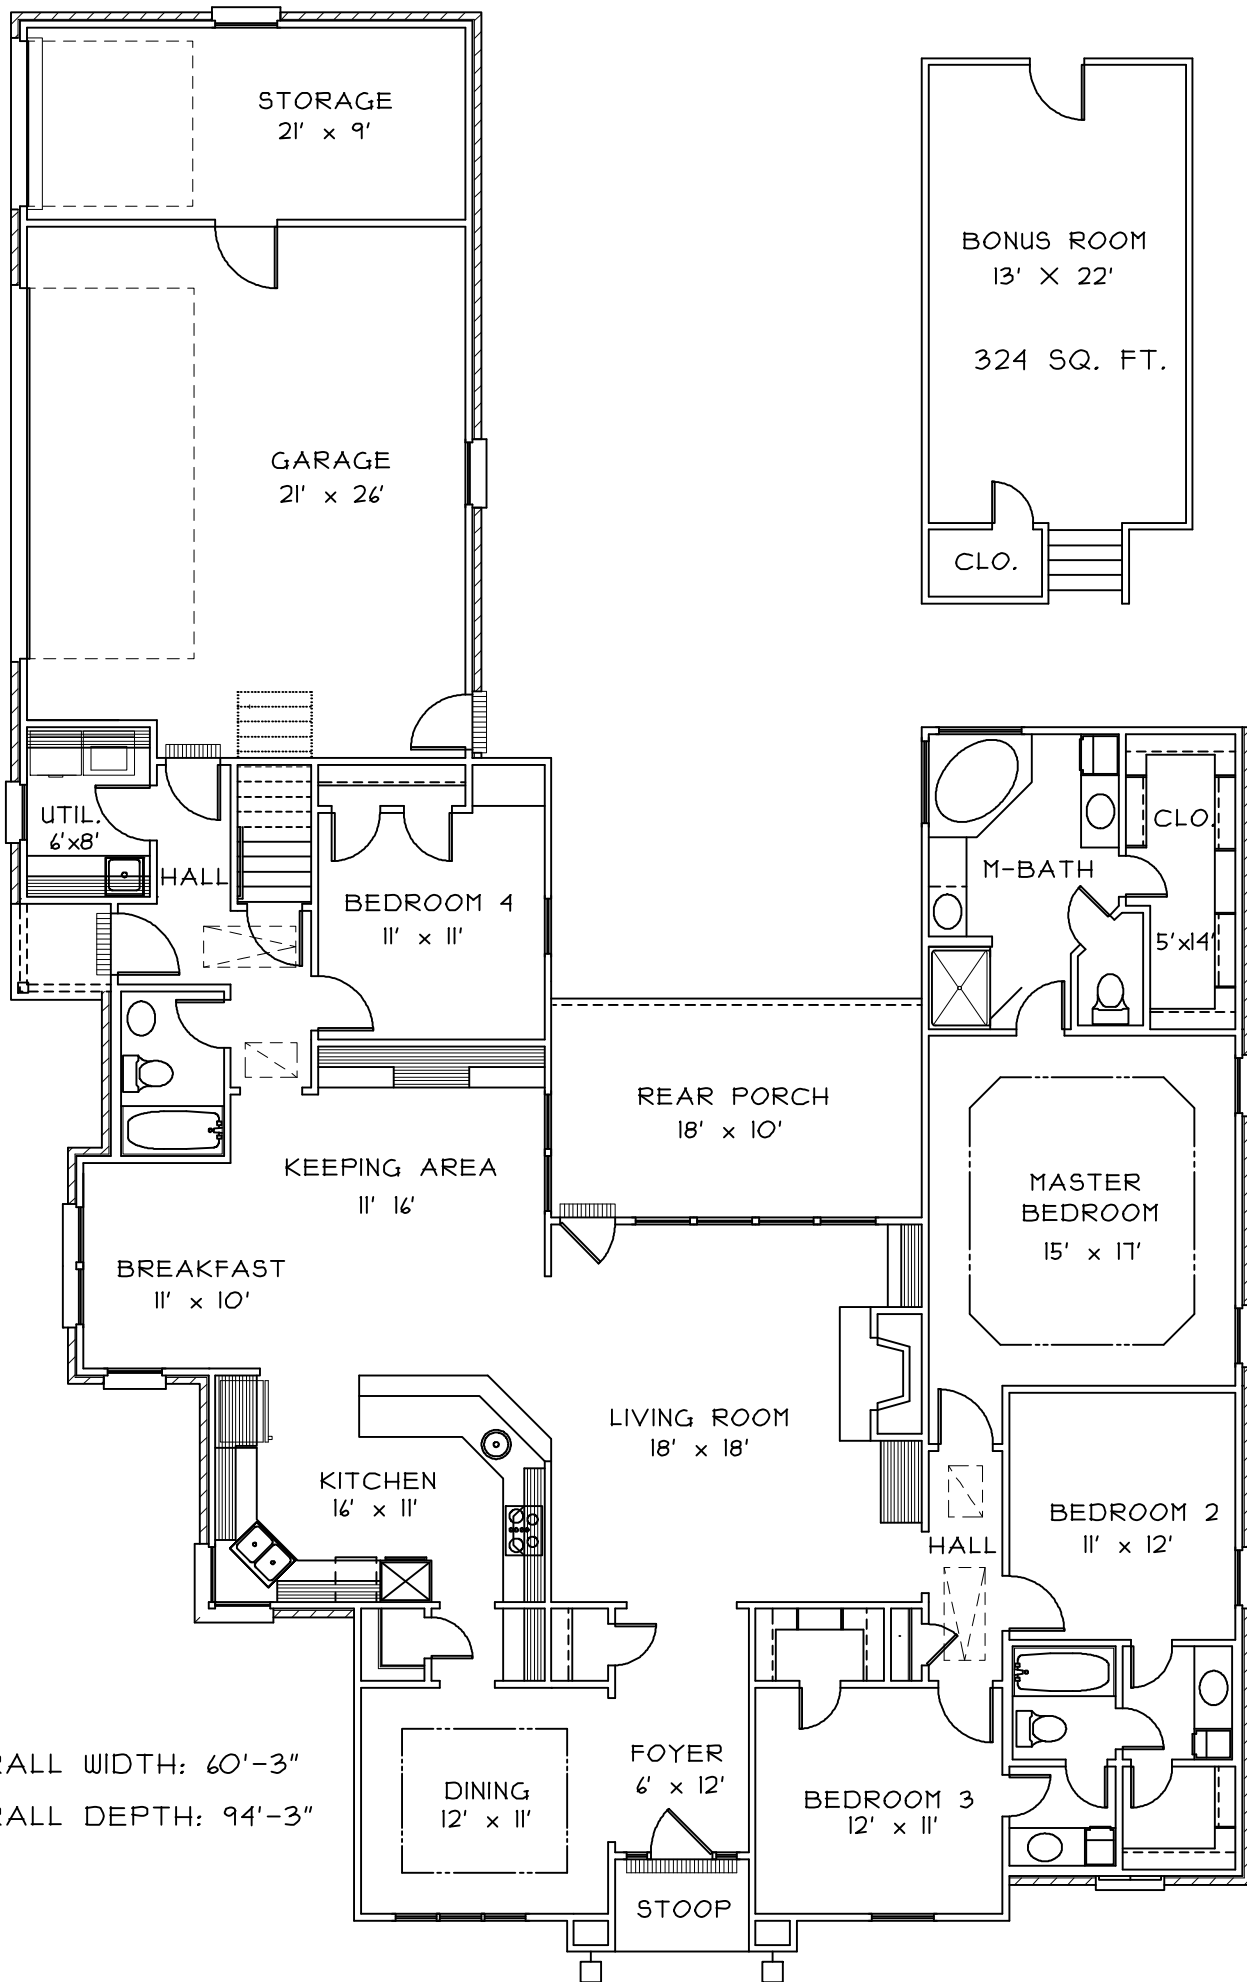 STORAGE
21' x 9'
BONUS ROOM
13' X 22'
324 SQ. FT.
GARAGE
21' x 26'
CLO.
UTIL.
6'x8'
HALL
BEDROOM 4
11' x 11'
M-BATH
CLO.
5'x14'
REAR PORCH
18' x 10'
KEEPING AREA
11' 16'
MASTER
BEDROOM
15' x 17'
BREAKFAST
11' x 10'
LIVING ROOM
18' x 18'
KITCHEN
16' x 11'
BEDROOM 2
11' x 12'
HALL
FOYER
6' x 12'
DINING
12' x 11'
BEDROOM 3
12' x 11'
STOOP
RALL WIDTH: 60'-3"
RALL DEPTH: 94'-3"